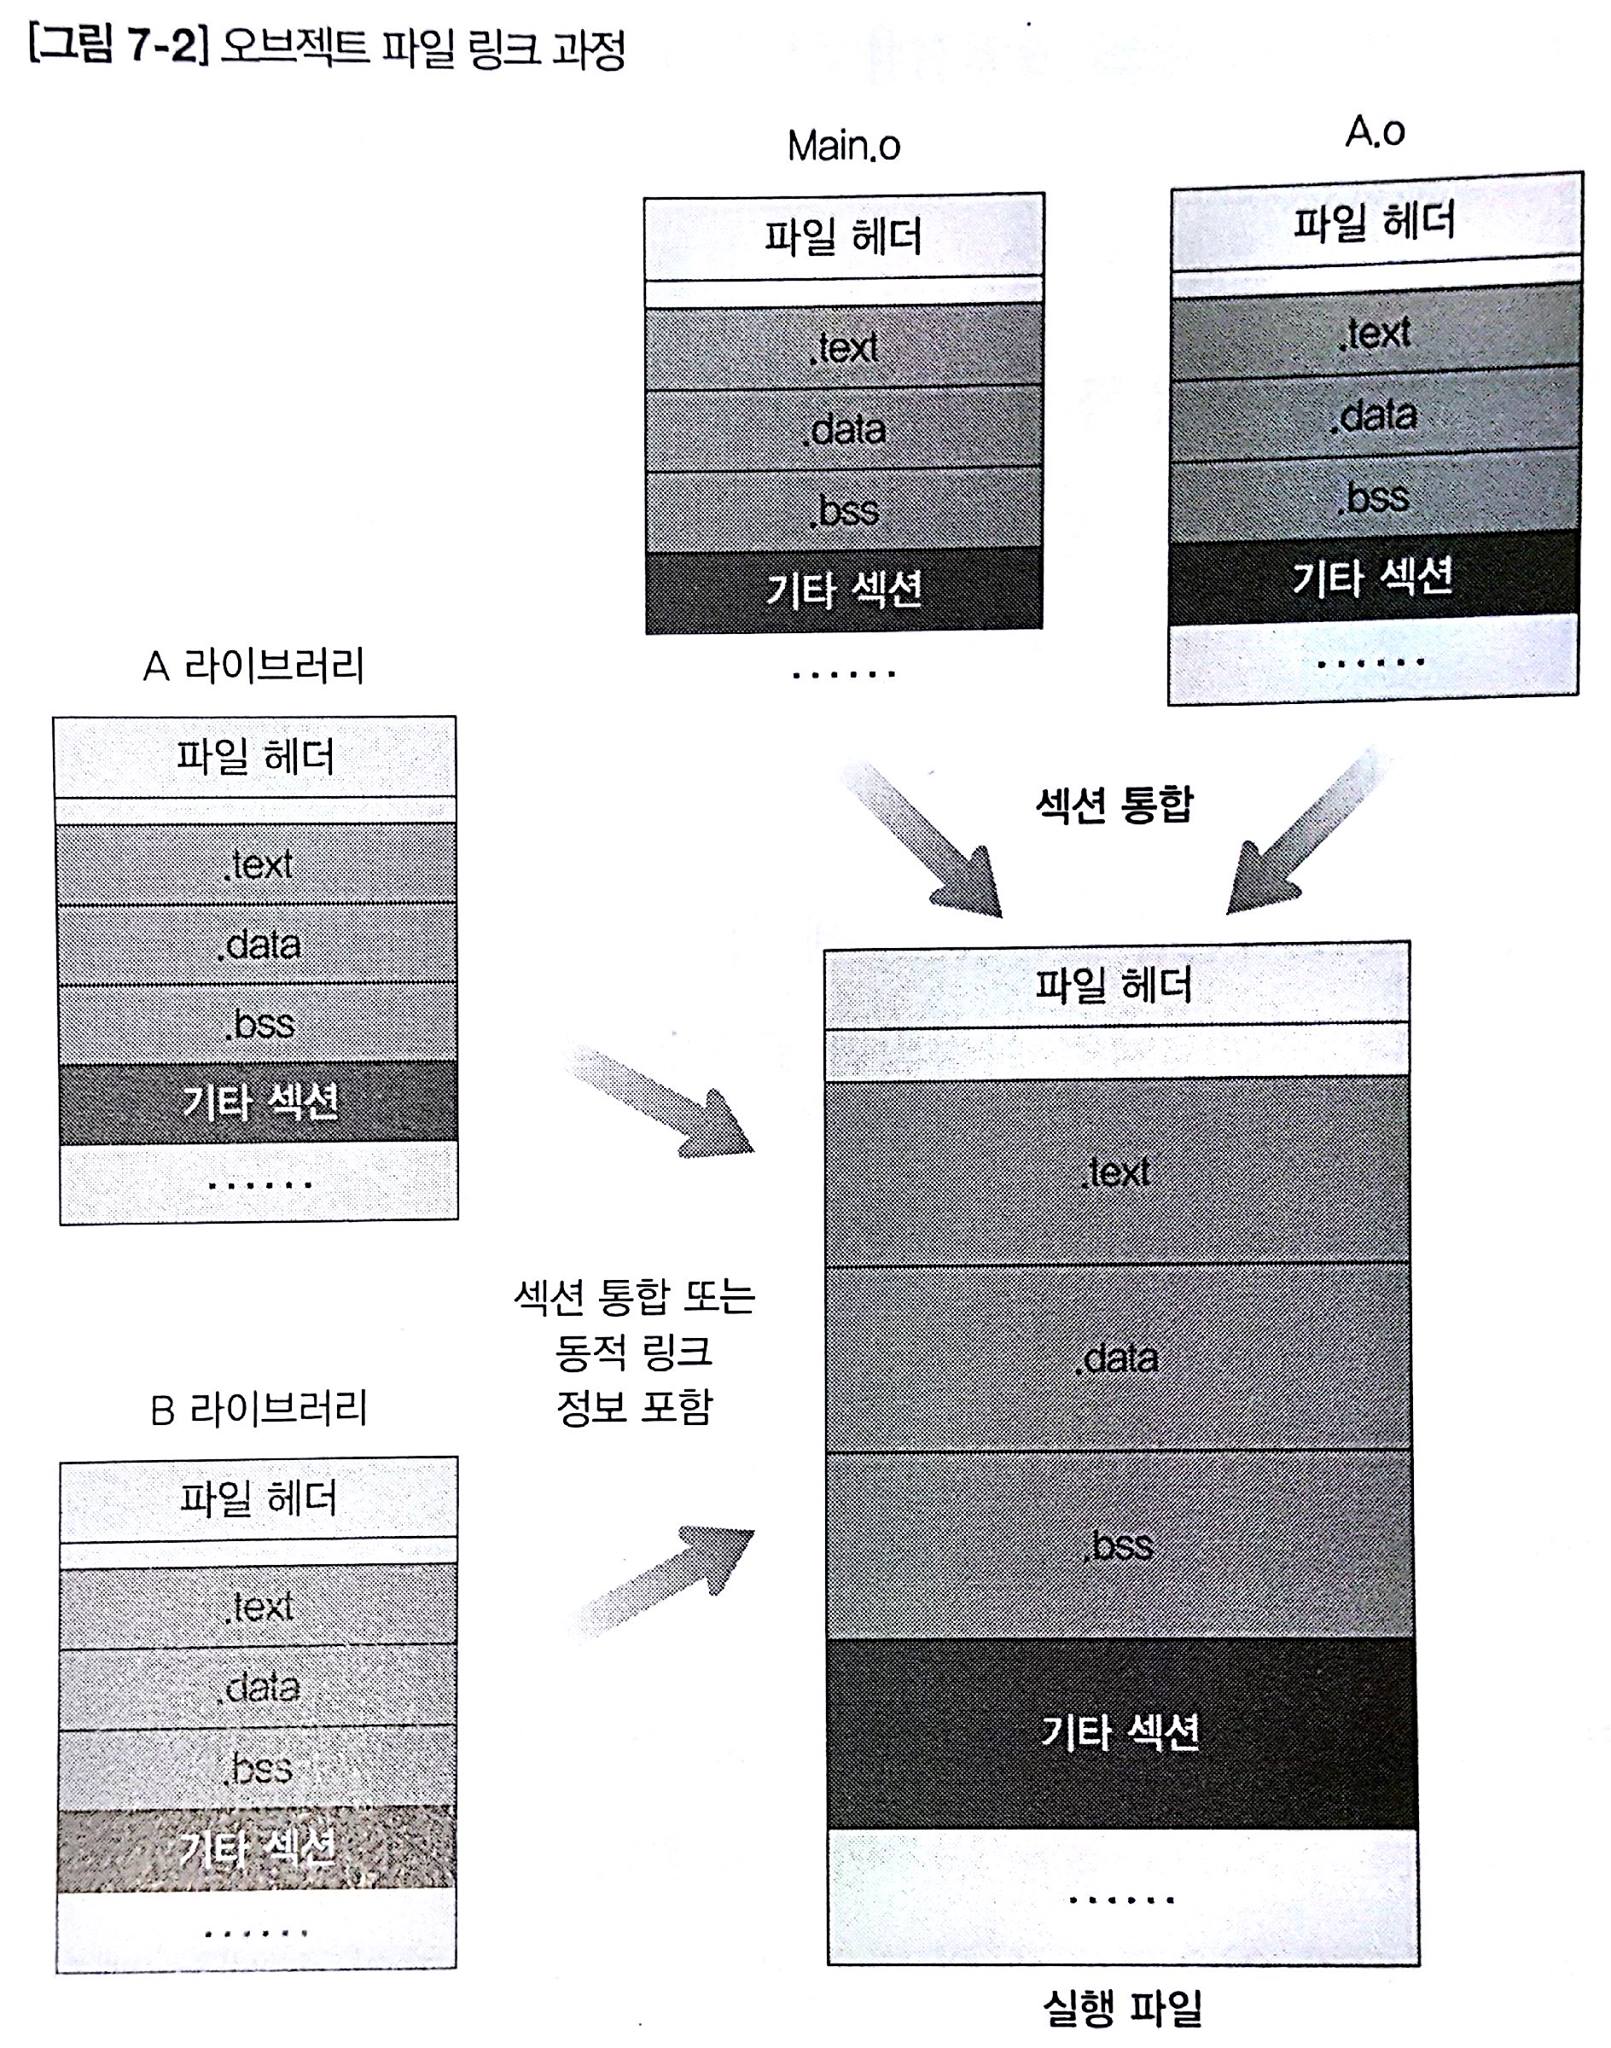 [그림 7-2] 오브젝트 파일 링크 과정
Main.o
파일 헤더
.text
.data
.bss
기타 섹션
......
A.o
파일 헤더
.text
.data
.bss
기타 섹션
......
섹션 통합
A 라이브러리
파일 헤더
.text
.data
.bss
기타 섹션
......
섹션 통합 또는
동적 링크
정보 포함
B 라이브러리
파일 헤더
.text
.data
.bss
기타 섹션
......
파일 헤더
.text
.data
.bss
기타 섹션
......
실행 파일